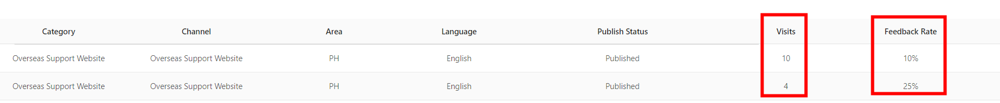 Category Channel Area Language Publish Status Visits Feedback Rate
Overseas Support Website Overseas Support Website PH English Published 10 10%
Overseas Support Website Overseas Support Website PH English Published 4 25%